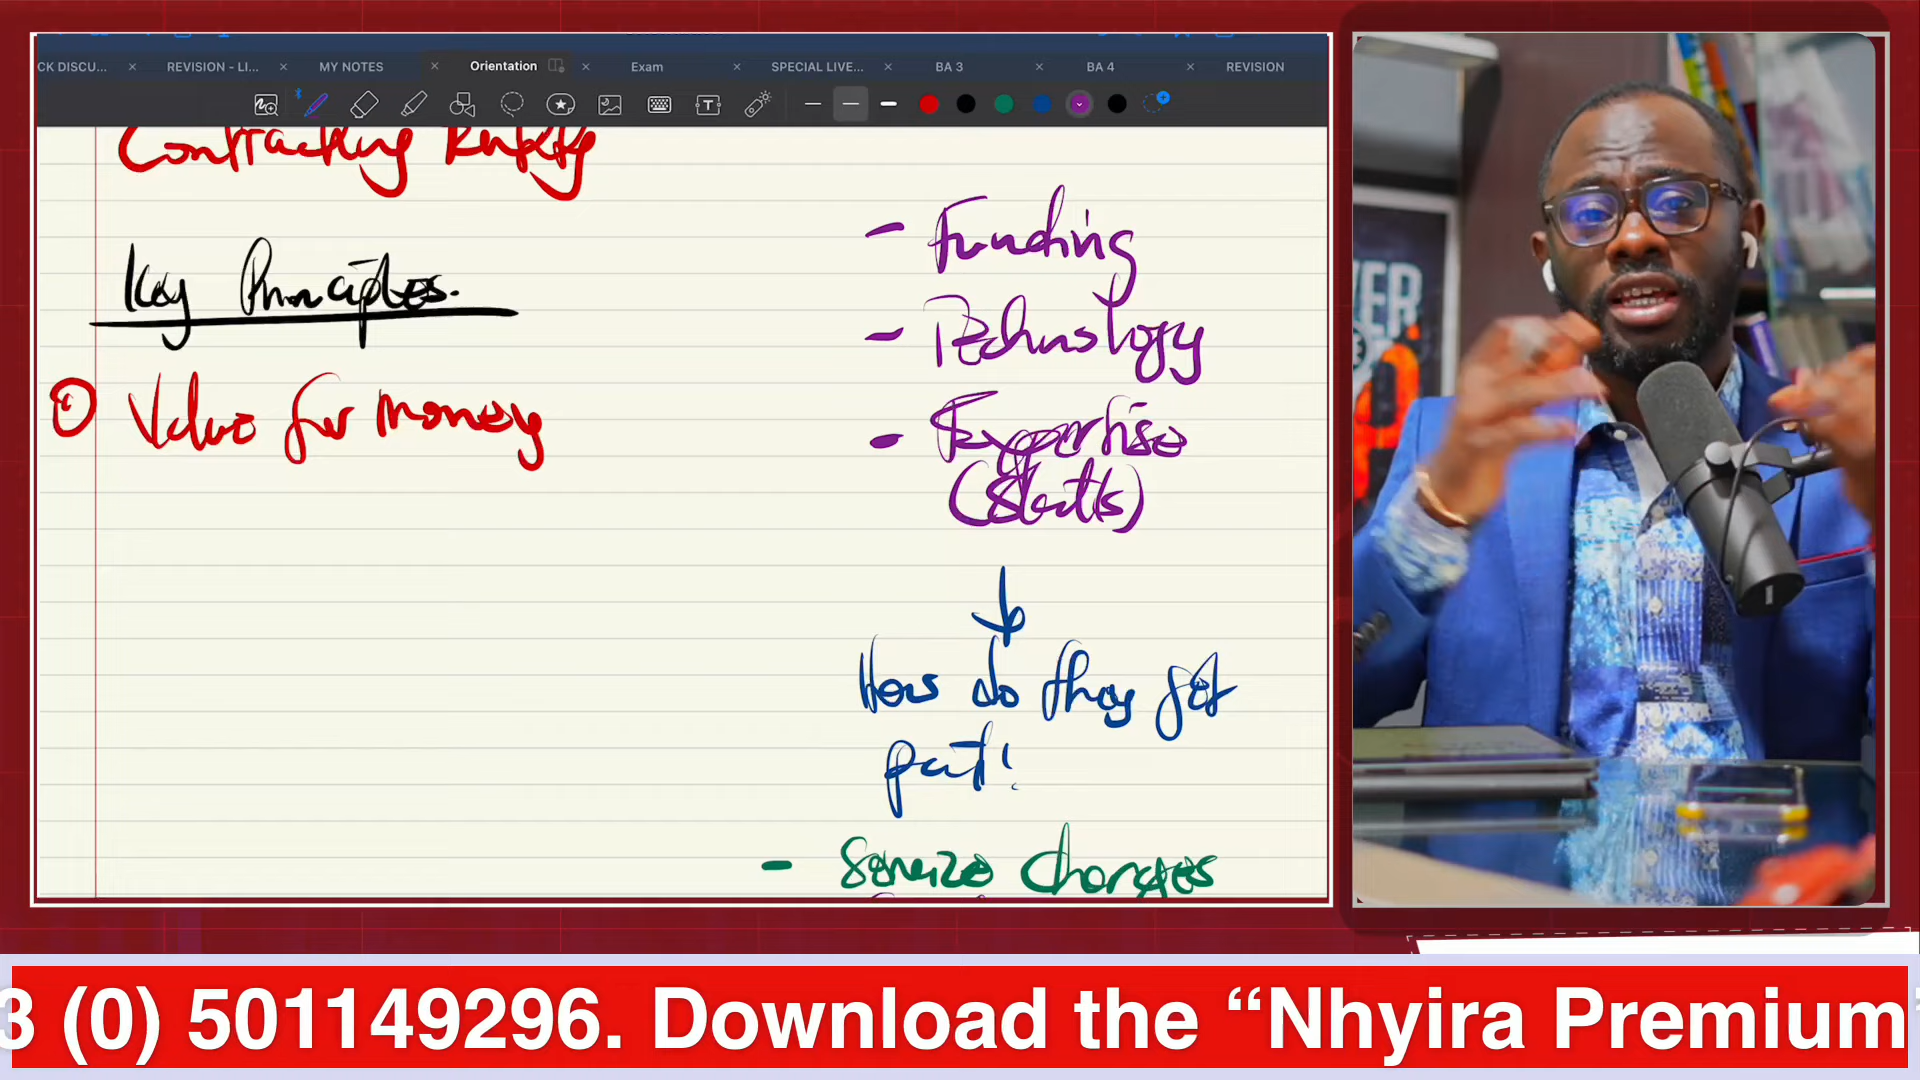 CK DISCU... REVISION - LI... MY NOTES Orientation Exam SPECIAL LIVE... BA 3 BA 4 REVISION
Contracting Entity
Key Principles.
① Value for money
- Funding
- Technology
- Expertise
(Skills)
How do they get
paid?
- Service charges
3 (0) 501149296. Download the “Nhyira Premium”